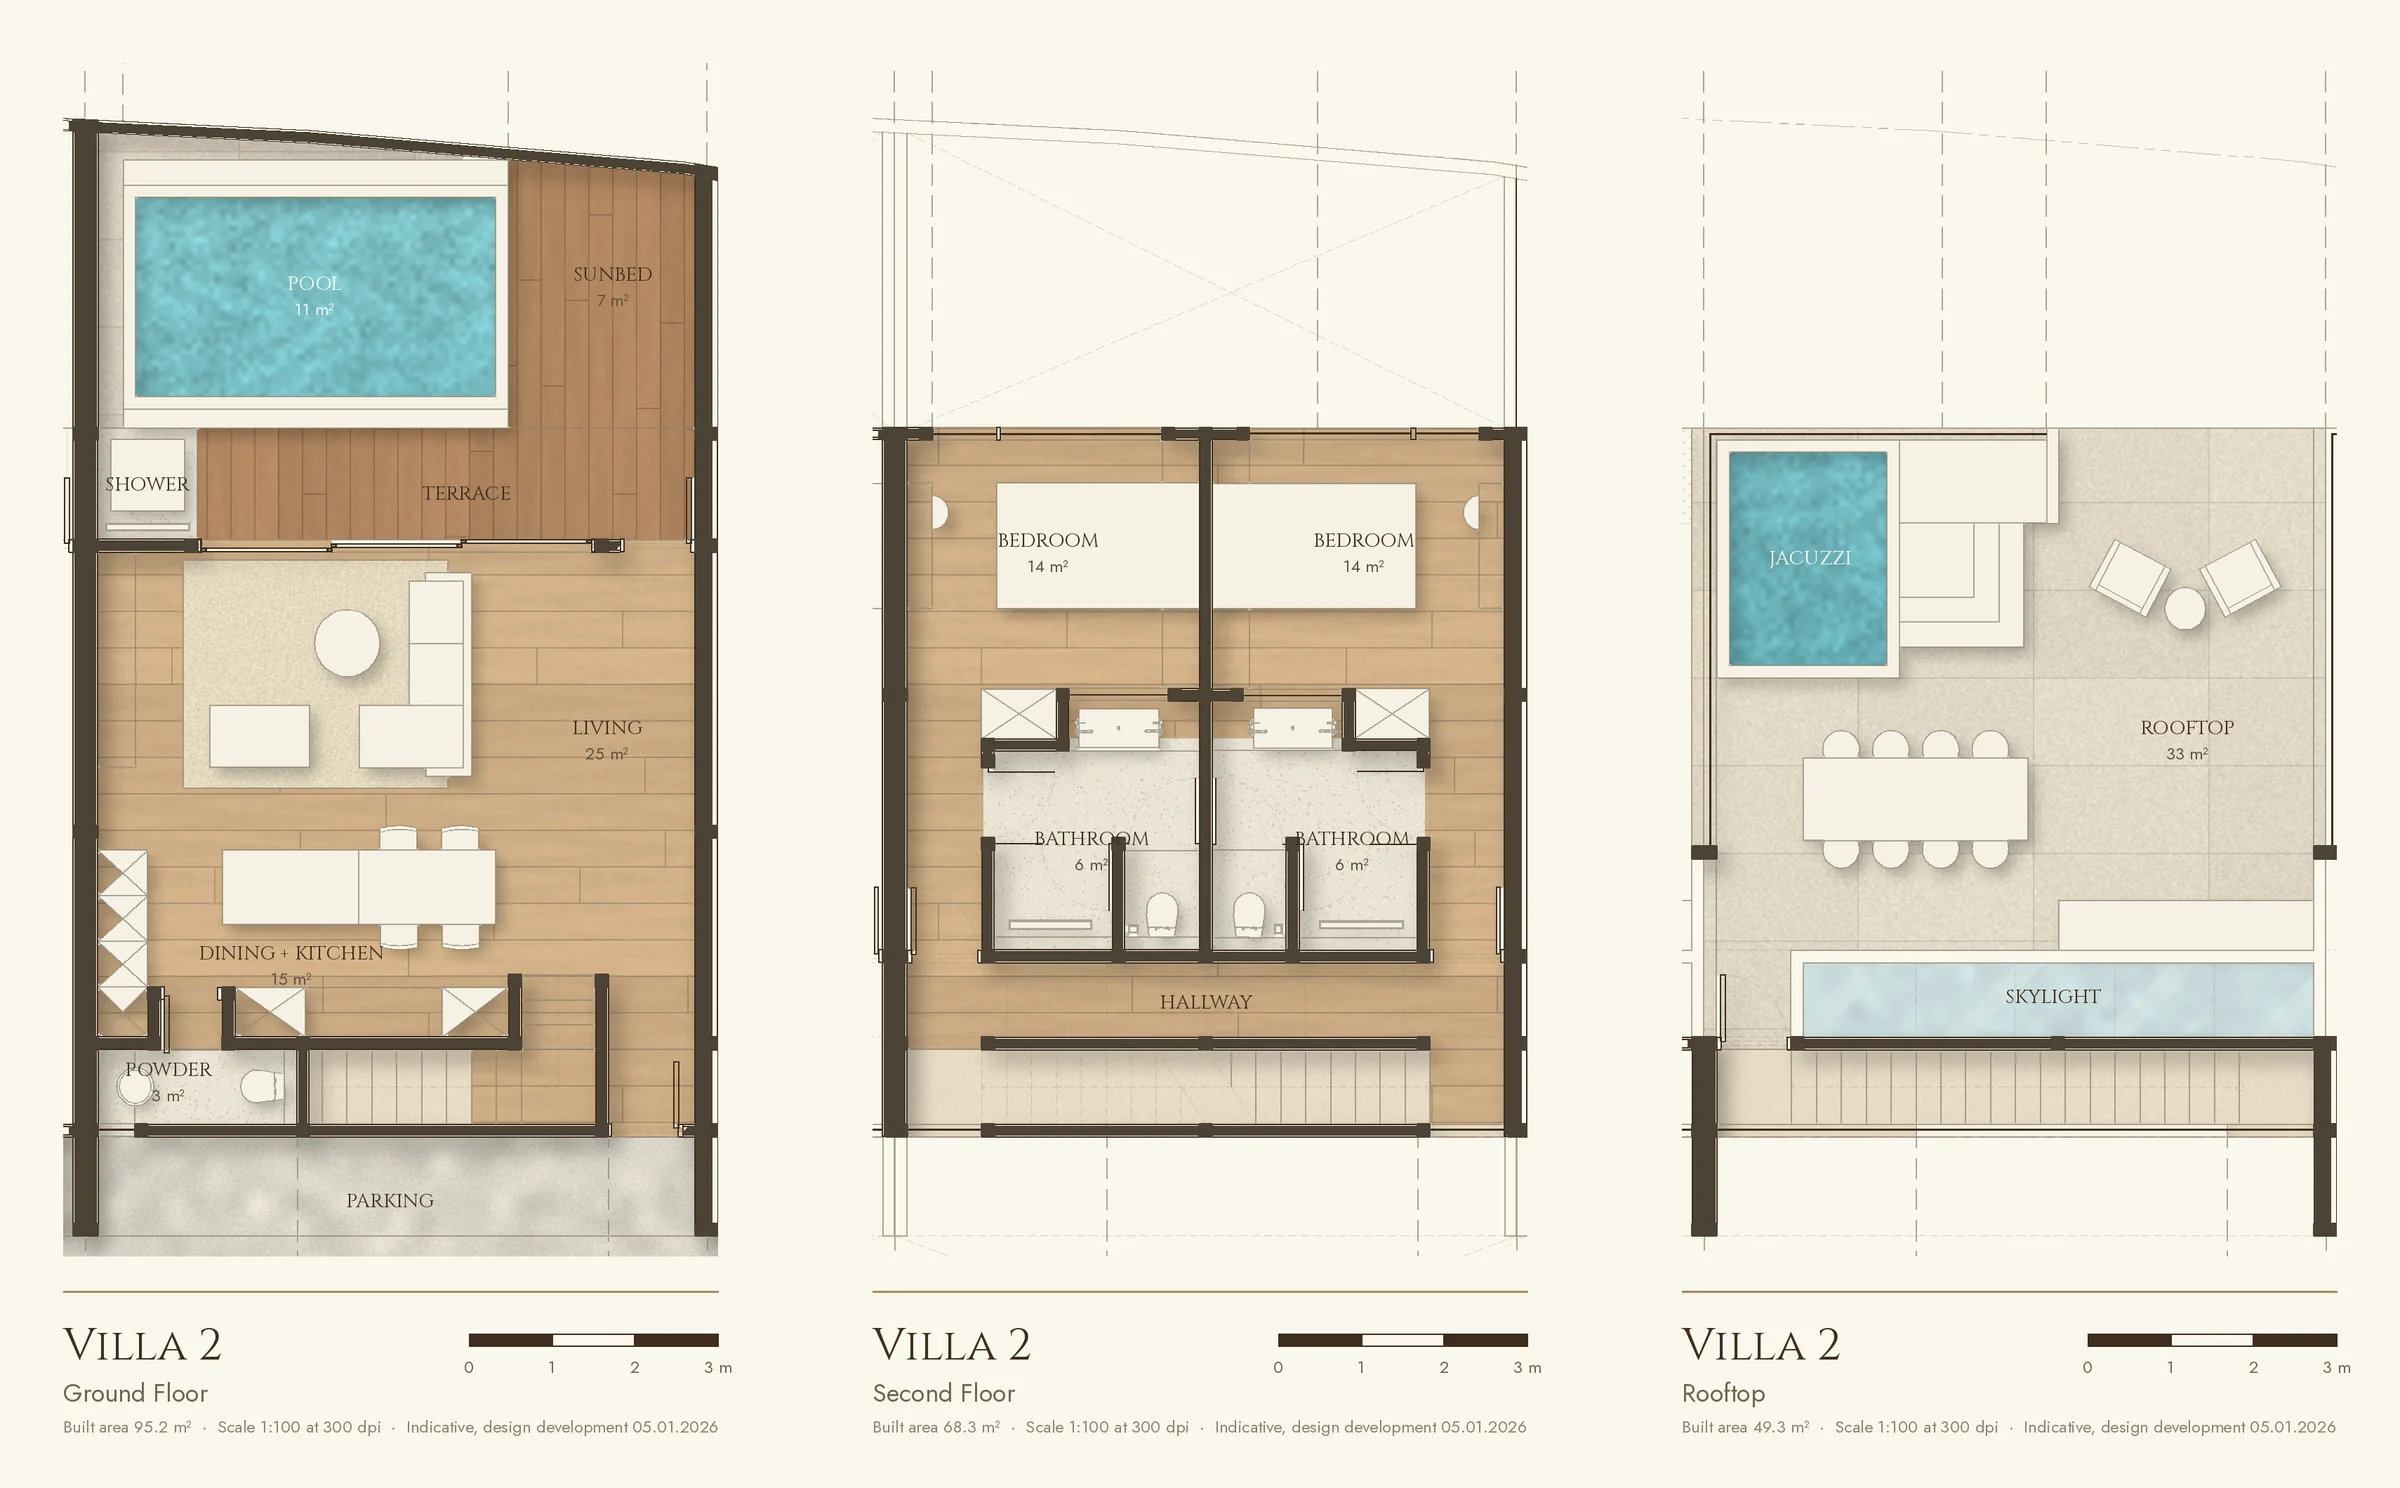 POOL
11 m²
SUNBED
7 m²
SHOWER
TERRACE
LIVING
25 m²
DINING + KITCHEN
15 m²
POWDER
3 m²
PARKING
VILLA 2
0 1 2 3 m
Ground Floor
Built area 95.2 m² · Scale 1:100 at 300 dpi · Indicative, design development 05.01.2026
BEDROOM
14 m²
BEDROOM
14 m²
BATHROOM
6 m²
BATHROOM
6 m²
HALLWAY
VILLA 2
0 1 2 3 m
Second Floor
Built area 68.3 m² · Scale 1:100 at 300 dpi · Indicative, design development 05.01.2026
JACUZZI
ROOFTOP
33 m²
SKYLIGHT
VILLA 2
0 1 2 3 m
Rooftop
Built area 49.3 m² · Scale 1:100 at 300 dpi · Indicative, design development 05.01.2026